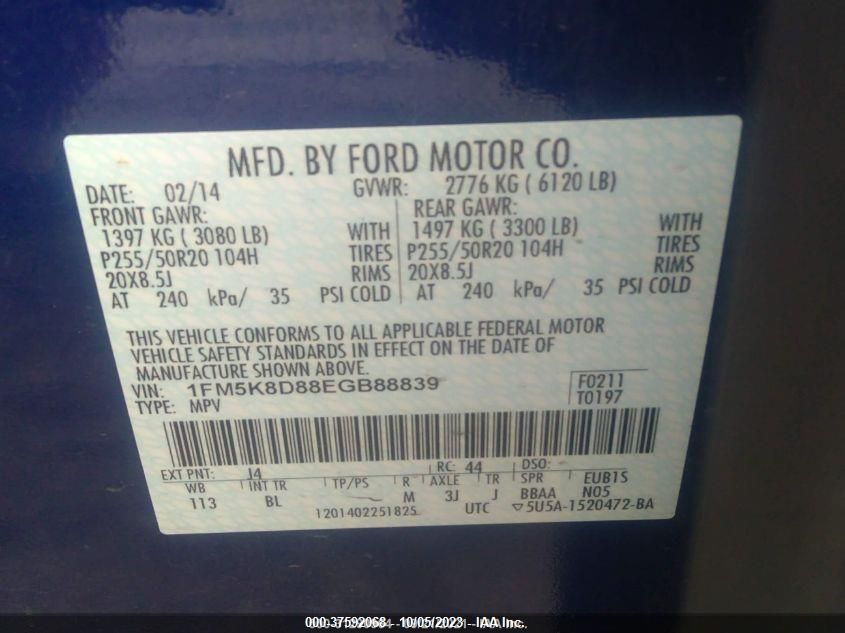 MFD. BY FORD MOTOR CO.
DATE: 02/14 GVWR: 2776 KG ( 6120 LB)
FRONT GAWR: REAR GAWR:
1397 KG ( 3080 LB) WITH 1497 KG ( 3300 LB) WITH
P255/50R20 104H TIRES P255/50R20 104H TIRES
20X8.5J RIMS 20X8.5J RIMS
AT 240 kPa/ 35 PSI COLD AT 240 kPa/ 35 PSI COLD
THIS VEHICLE CONFORMS TO ALL APPLICABLE FEDERAL MOTOR
VEHICLE SAFETY STANDARDS IN EFFECT ON THE DATE OF
MANUFACTURE SHOWN ABOVE.
VIN: 1FM5K8D88EGB88839 F0211
TYPE: MPV T0197
EXT PNT: J4 RC: 44 DSO:
WB INT TR TP/PS R AXLE TR SPR EUB1S
113 BL M 3J J BBAA N05
1201402251825 UTC ▽5U5A-1520472-BA
000-37592068 - 10/05/2023 - IAA Inc.